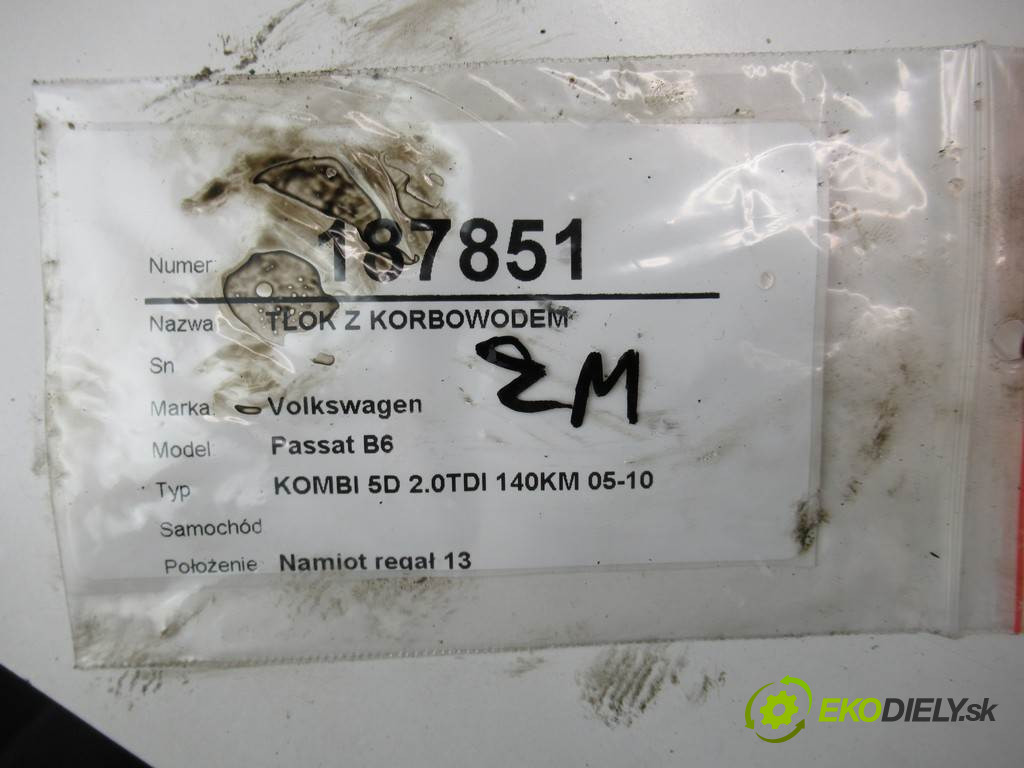 Numer: 187851
Nazwa TŁOK Z KORBOWODEM
Sn
ZM
Marka: Volkswagen
Model Passat B6
Typ KOMBI 5D 2.0TDI 140KM 05-10
Samochód
Położenie Namiot regał 13
EKODIELY.sk